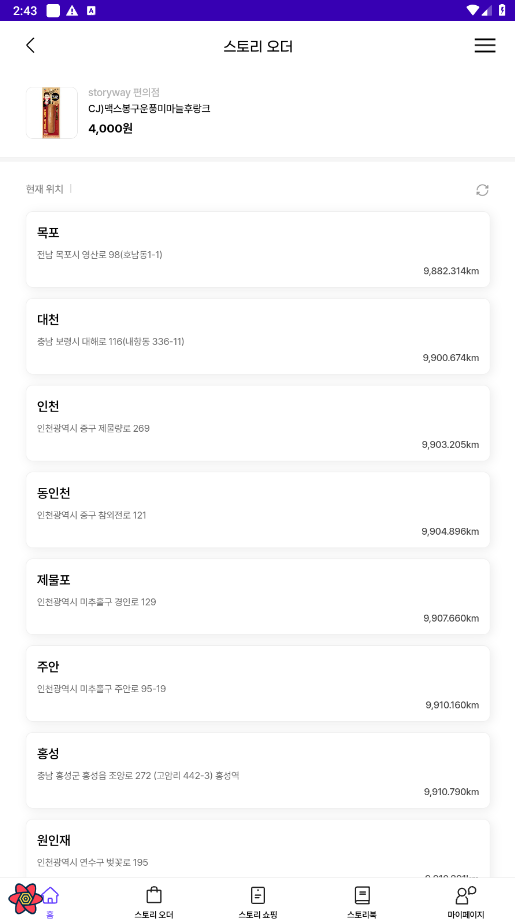 2:43
스토리 오더
storyway 편의점
CJ)맥스봉구운풍미마늘후랑크
4,000원
현재 위치
목포
전남 목포시 영산로 98(호남동1-1)
9,882.314km
대천
충남 보령시 대해로 116(내항동 336-11)
9,900.674km
인천
인천광역시 중구 제물량로 269
9,903.205km
동인천
인천광역시 중구 참외전로 121
9,904.896km
제물포
인천광역시 미추홀구 경인로 129
9,907.660km
주안
인천광역시 미추홀구 주안로 95-19
9,910.160km
홍성
충남 홍성군 홍성읍 조양로 272 (고암리 442-3) 홍성역
9,910.790km
원인재
인천광역시 연수구 벚꽃로 195
홈
스토리 오더
스토리 쇼핑
스토리북
마이페이지